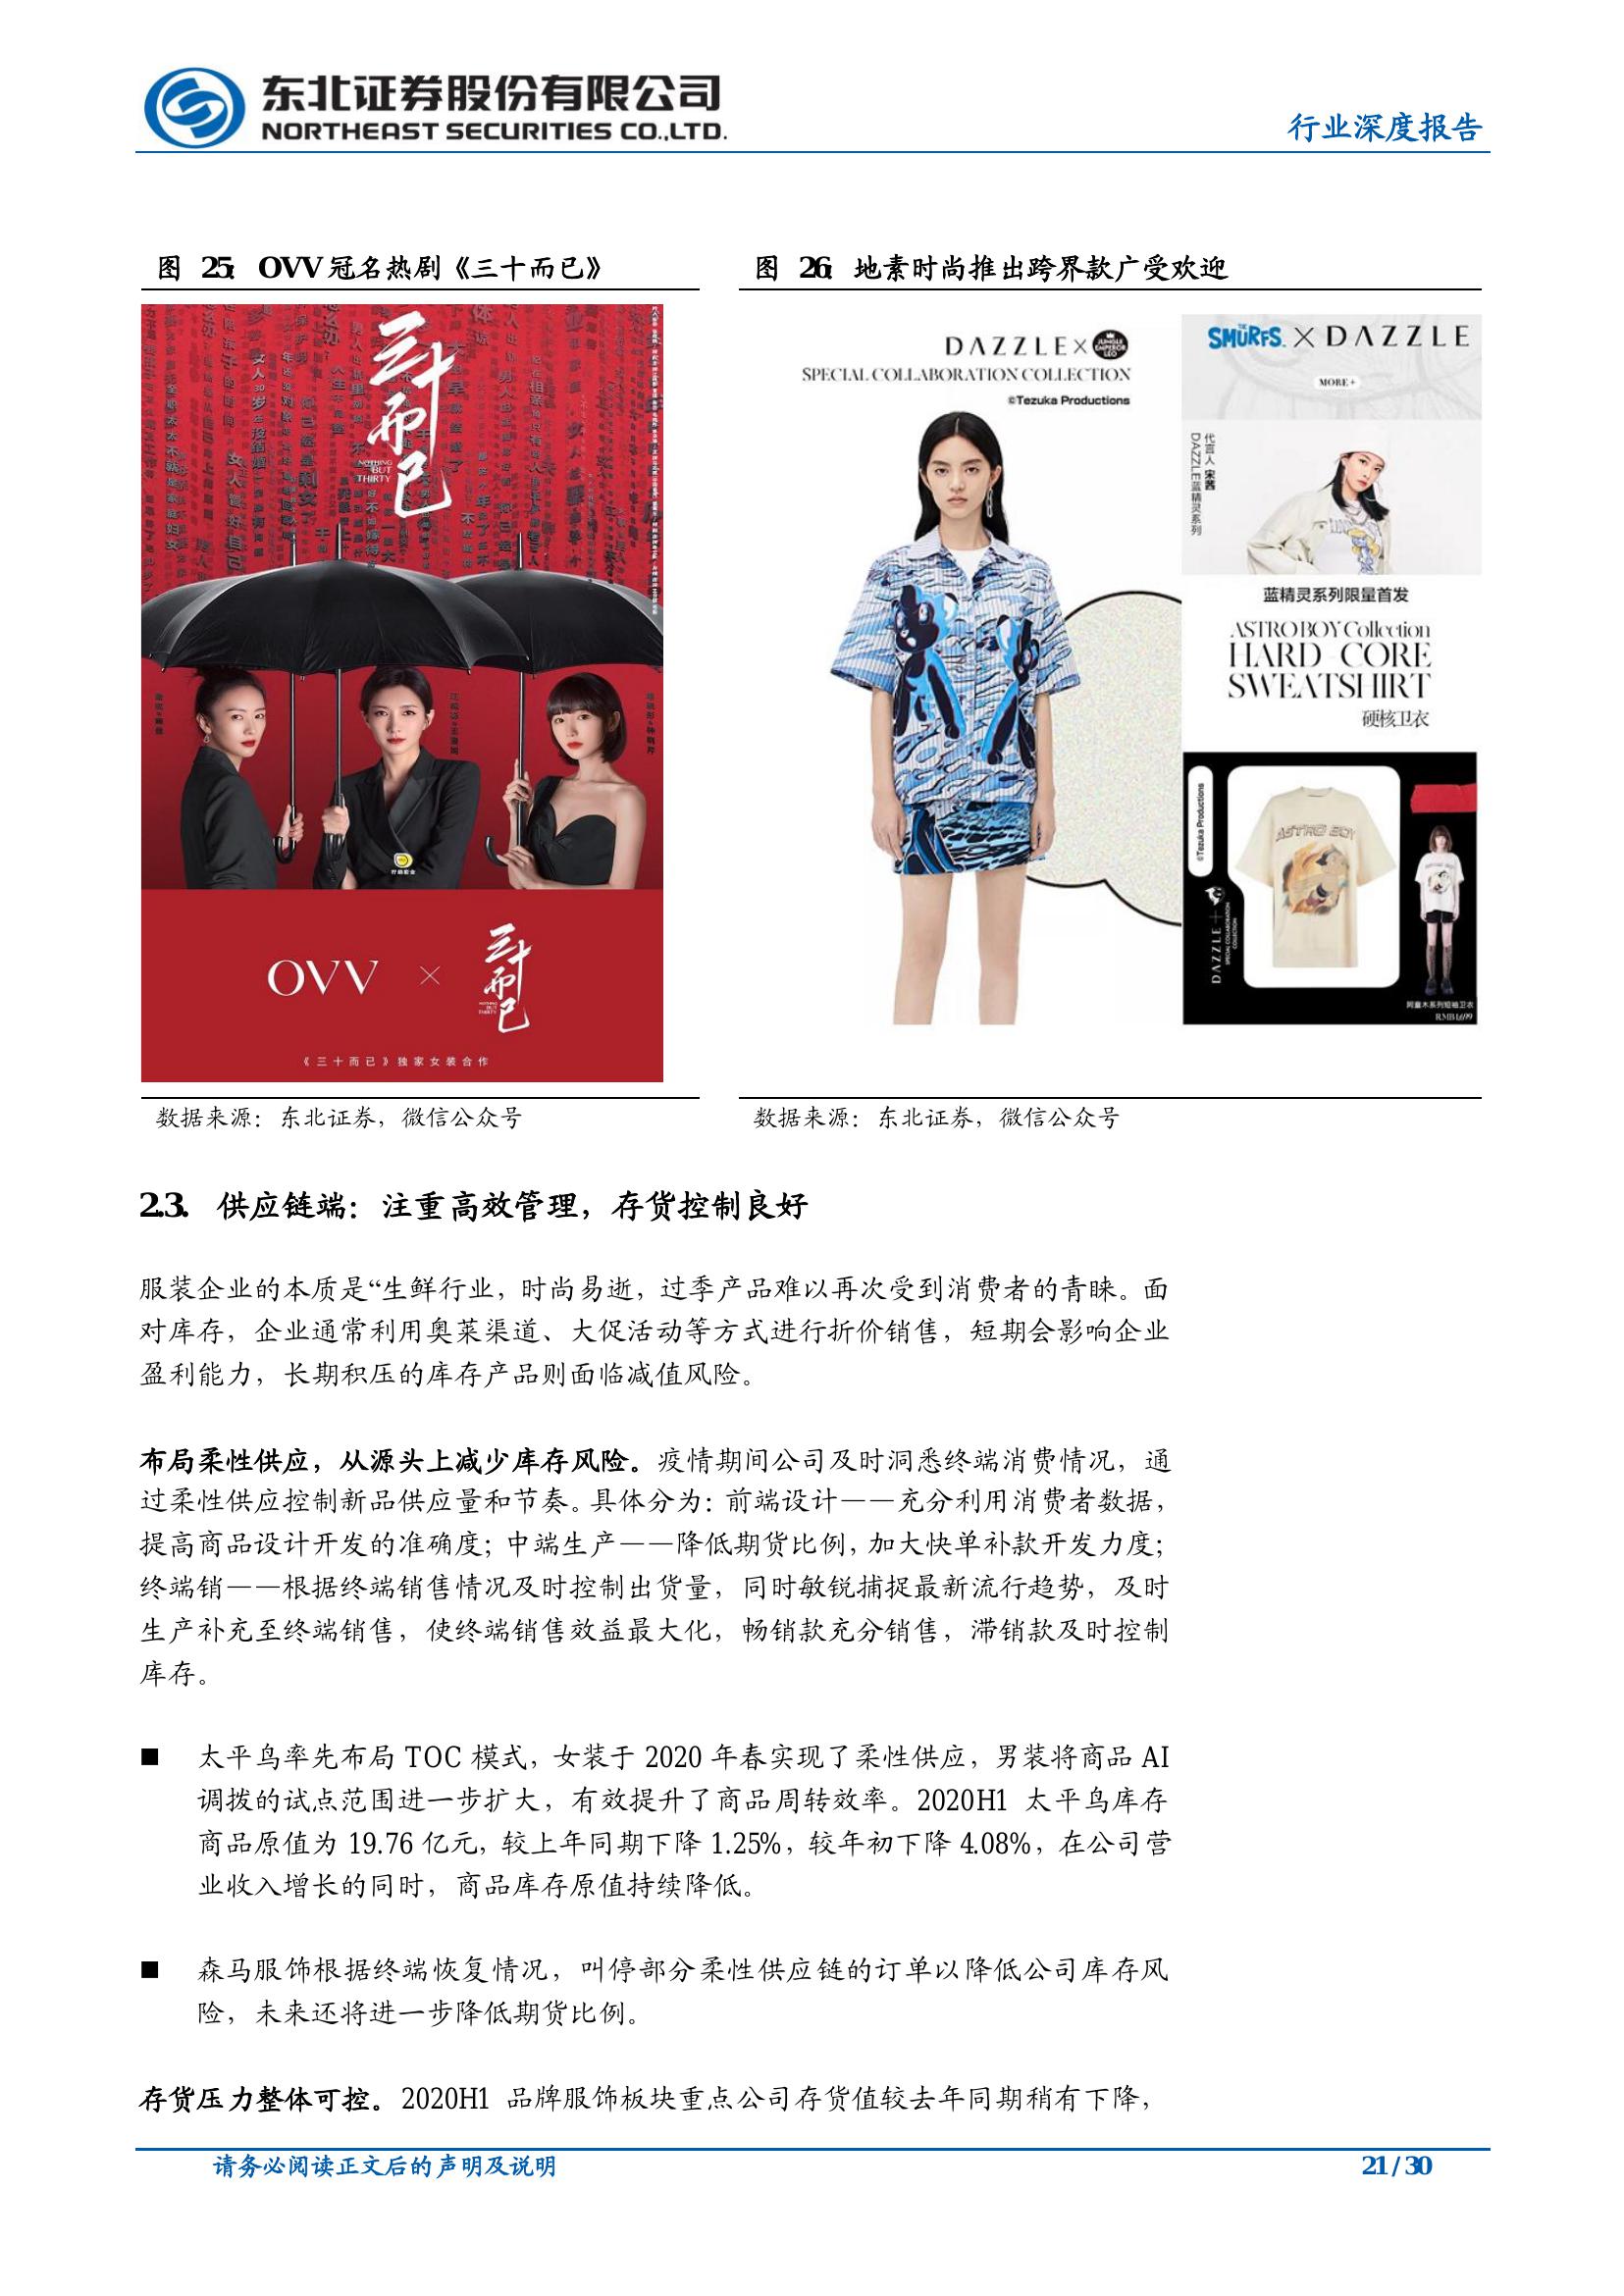 东北证券股份有限公司
NORTHEAST SECURITIES CO.,LTD.
行业深度报告
图 25: OVV 冠名热剧《三十而已》
三十而已
NOTHING
BUT
THIRTY
OVV ×
三十而已
NOTHING
BUT
THIRTY
《三十而已》独家女装合作
数据来源：东北证券，微信公众号
图 26: 地素时尚推出跨界款广受欢迎
DAZZLE×
JUNGLE
EMPEROR
LEO
SPECIAL COLLABORATION COLLECTION
©Tezuka Productions
THE SMURFS × DAZZLE
MORE +
代言人 宋茜
DAZZLE蓝精灵系列
蓝精灵系列限量首发
ASTRO BOY Collection
HARD-CORE
SWEATSHIRT
硬核卫衣
©Tezuka Productions
DAZZLE +
SPECIAL COLLABORATION
COLLECTION
ASTRO BOY
阿童木系列短袖卫衣
RMB 1,699
数据来源：东北证券，微信公众号
2.3. 供应链端：注重高效管理，存货控制良好
服装企业的本质是“生鲜行业，时尚易逝，过季产品难以再次受到消费者的青睐。面
对库存，企业通常利用奥莱渠道、大促活动等方式进行折价销售，短期会影响企业
盈利能力，长期积压的库存产品则面临减值风险。
布局柔性供应，从源头上减少库存风险。疫情期间公司及时洞悉终端消费情况，通
过柔性供应控制新品供应量和节奏。具体分为：前端设计——充分利用消费者数据，
提高商品设计开发的准确度；中端生产——降低期货比例，加大快单补款开发力度；
终端销——根据终端销售情况及时控制出货量，同时敏锐捕捉最新流行趋势，及时
生产补充至终端销售，使终端销售效益最大化，畅销款充分销售，滞销款及时控制
库存。
■ 太平鸟率先布局 TOC 模式，女装于 2020 年春实现了柔性供应，男装将商品 AI
调拨的试点范围进一步扩大，有效提升了商品周转效率。2020H1 太平鸟库存
商品原值为 19.76 亿元，较上年同期下降 1.25%，较年初下降 4.08%，在公司营
业收入增长的同时，商品库存原值持续降低。
■ 森马服饰根据终端恢复情况，叫停部分柔性供应链的订单以降低公司库存风
险，未来还将进一步降低期货比例。
存货压力整体可控。2020H1 品牌服饰板块重点公司存货值较去年同期稍有下降，
请务必阅读正文后的声明及说明
21 / 30